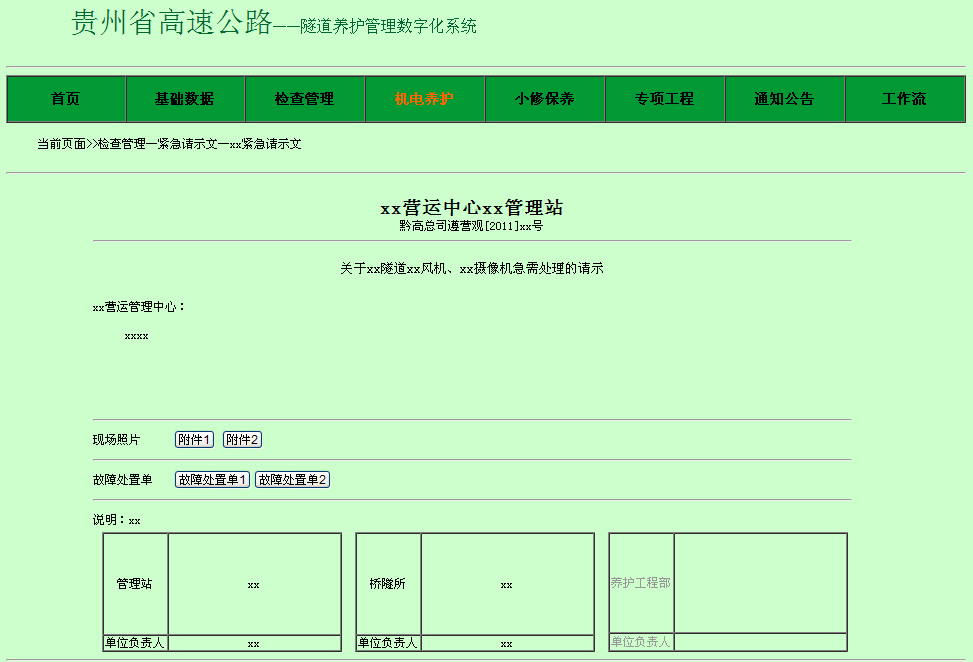 贵州省高速公路——隧道养护管理数字化系统
首页 基础数据 检查管理 机电养护 小修保养 专项工程 通知公告 工作流
当前页面>>检查管理—紧急请示文—xx紧急请示文
xx营运中心xx管理站
黔高总司遵营观[2011]xx号
关于xx隧道xx风机、xx摄像机急需处理的请示
xx营运管理中心：
xxxx
现场照片 附件1 附件2
故障处置单 故障处置单1 故障处置单2
说明：xx
管理站 xx 桥隧所 xx 养护工程部
单位负责人 xx 单位负责人 xx 单位负责人